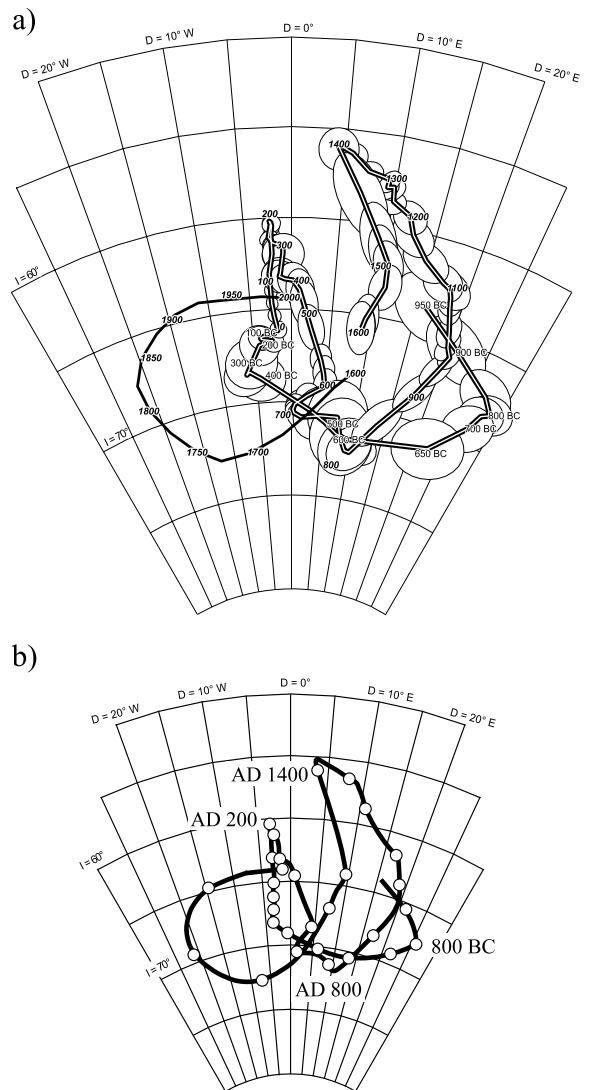 a)
D = 0°
D = 10° W
D = 10° E
D = 20° W
D = 20° E
1400
1300
200
1200
300
I = 60°
1500
100
400
1100
1950
2000
950 BC
1900
500
0
1600
100 BC
200 BC
900 BC
1850
300 BC
400 BC
1600
600
900
1800
700
500 BC
800 BC
700 BC
I = 70°
600 BC
1750
1700
800
650 BC
b)
D = 0°
D = 10° W
D = 10° E
D = 20° W
D = 20° E
AD 1400
AD 200
I = 60°
800 BC
I = 70°
AD 800